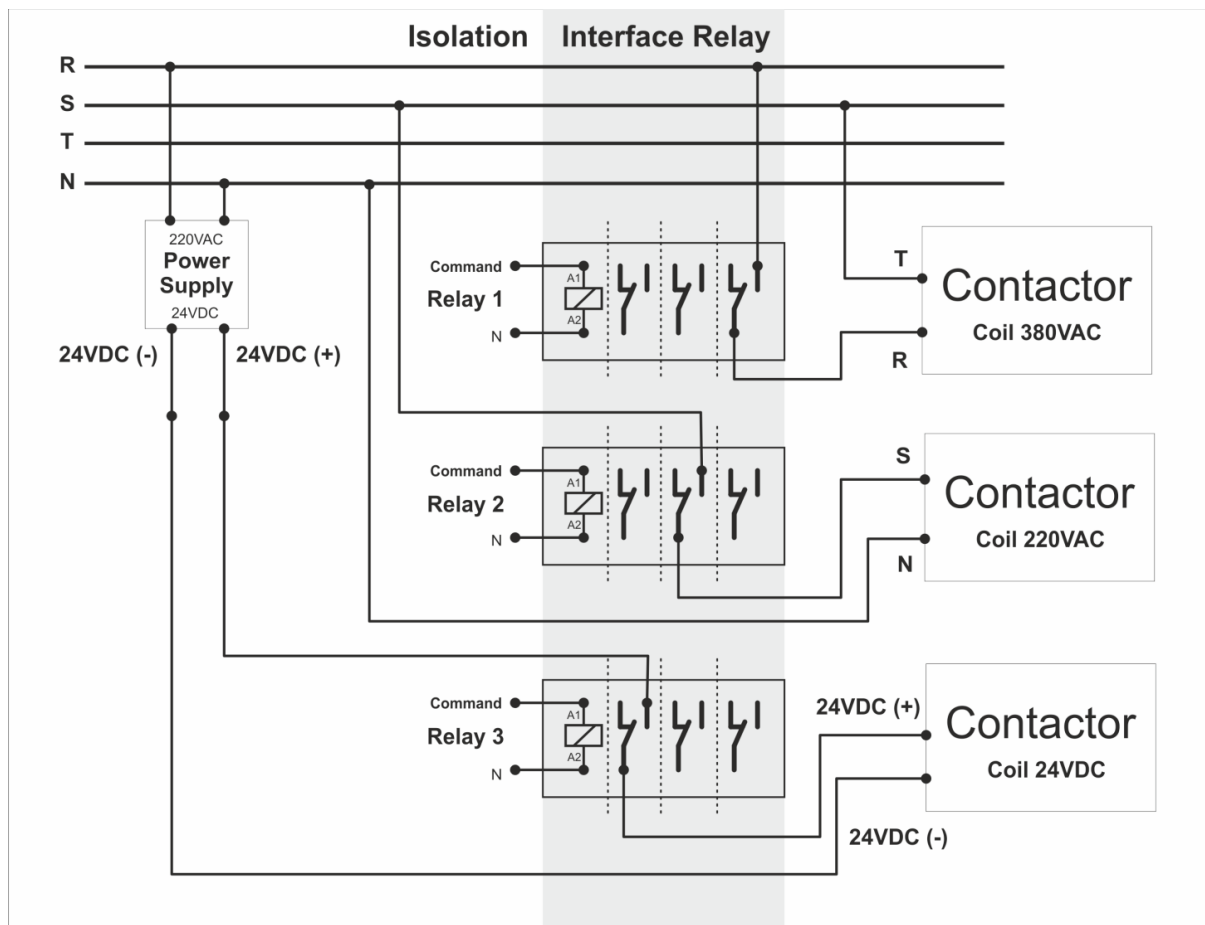 Isolation Interface Relay
R
S
T
N
220VAC
Power
Supply
24VDC
24VDC (-) 24VDC (+)
Command
Relay 1
N
A1
A2
T
R
Contactor
Coil 380VAC
Command
Relay 2
N
A1
A2
S
N
Contactor
Coil 220VAC
Command
Relay 3
N
A1
A2
24VDC (+)
24VDC (-)
Contactor
Coil 24VDC